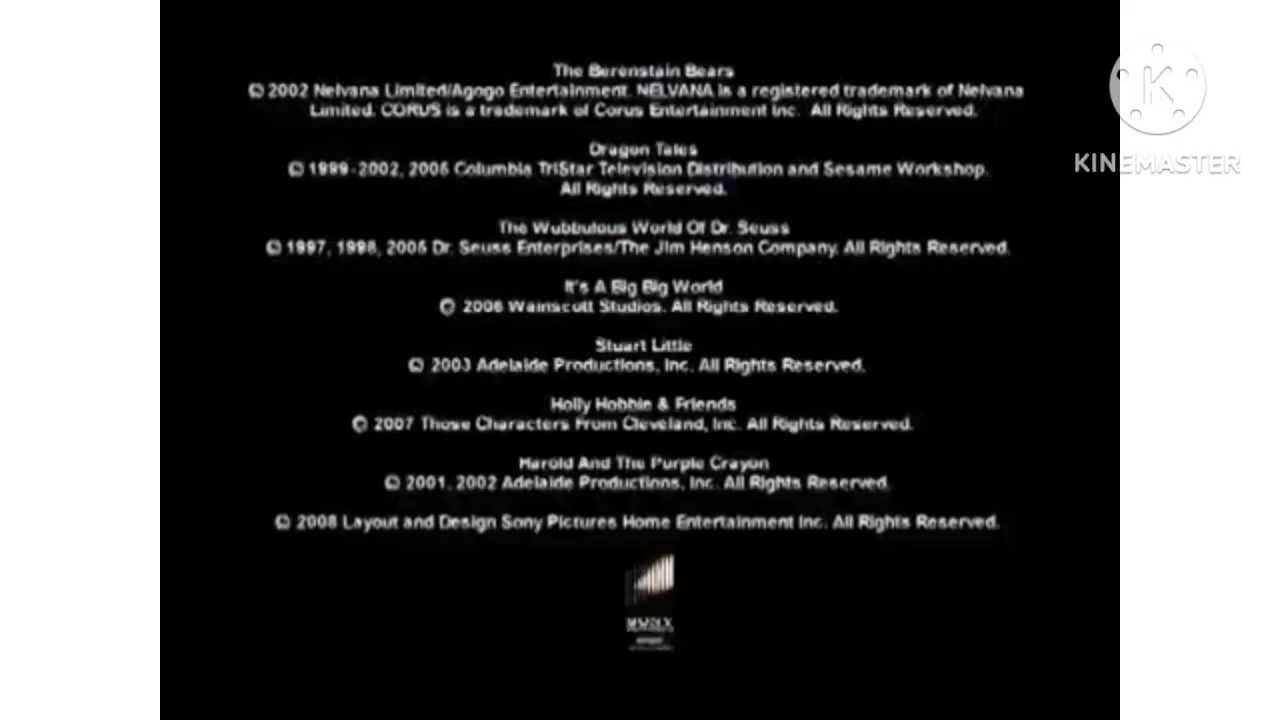 The Berenstain Bears
© 2002 Nelvana Limited/Agogo Entertainment. NELVANA is a registered trademark of Nelvana
Limited. CORUS is a trademark of Corus Entertainment Inc. All Rights Reserved.
Dragon Tales
© 1999-2002, 2005 Columbia TriStar Television Distribution and Sesame Workshop.
All Rights Reserved.
The Wubbulous World Of Dr. Seuss
© 1997, 1998, 2005 Dr. Seuss Enterprises/The Jim Henson Company. All Rights Reserved.
It's A Big Big World
© 2006 Wainscott Studios. All Rights Reserved.
Stuart Little
© 2003 Adelaide Productions, Inc. All Rights Reserved.
Holly Hobbie & Friends
© 2007 Those Characters From Cleveland, Inc. All Rights Reserved.
Harold And The Purple Crayon
© 2001, 2002 Adelaide Productions, Inc. All Rights Reserved.
© 2008 Layout and Design Sony Pictures Home Entertainment Inc. All Rights Reserved.
K
KINEMASTER